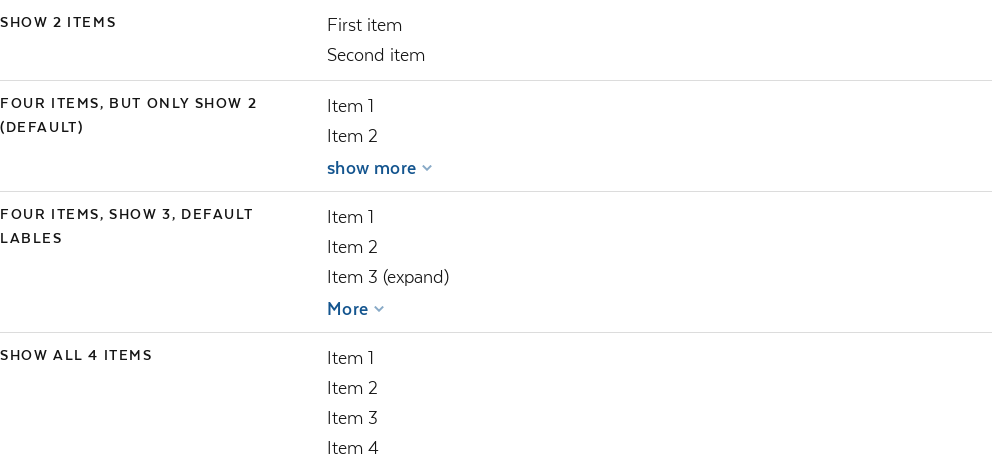 SHOW 2 ITEMS
First item
Second item
FOUR ITEMS, BUT ONLY SHOW 2
(DEFAULT)
Item 1
Item 2
show more
FOUR ITEMS, SHOW 3, DEFAULT
LABLES
Item 1
Item 2
Item 3 (expand)
More
SHOW ALL 4 ITEMS
Item 1
Item 2
Item 3
Item 4